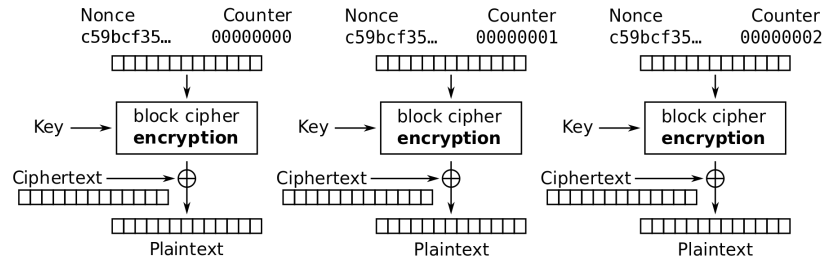 Nonce Counter
c59bcf35... 00000000
Key
block cipher
encryption
Ciphertext
Plaintext
Nonce Counter
c59bcf35... 00000001
Key
block cipher
encryption
Ciphertext
Plaintext
Nonce Counter
c59bcf35... 00000002
Key
block cipher
encryption
Ciphertext
Plaintext